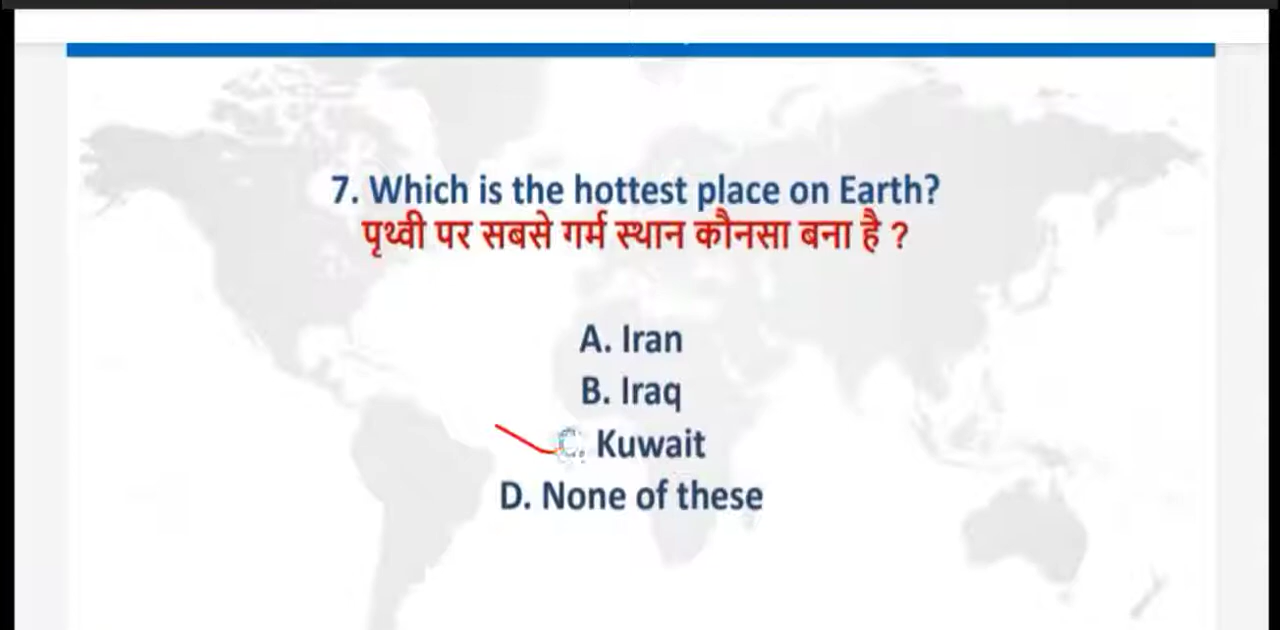 7. Which is the hottest place on Earth?
पृथ्वी पर सबसे गर्म स्थान कौनसा बना है ?
A. Iran
B. Iraq
C. Kuwait
D. None of these